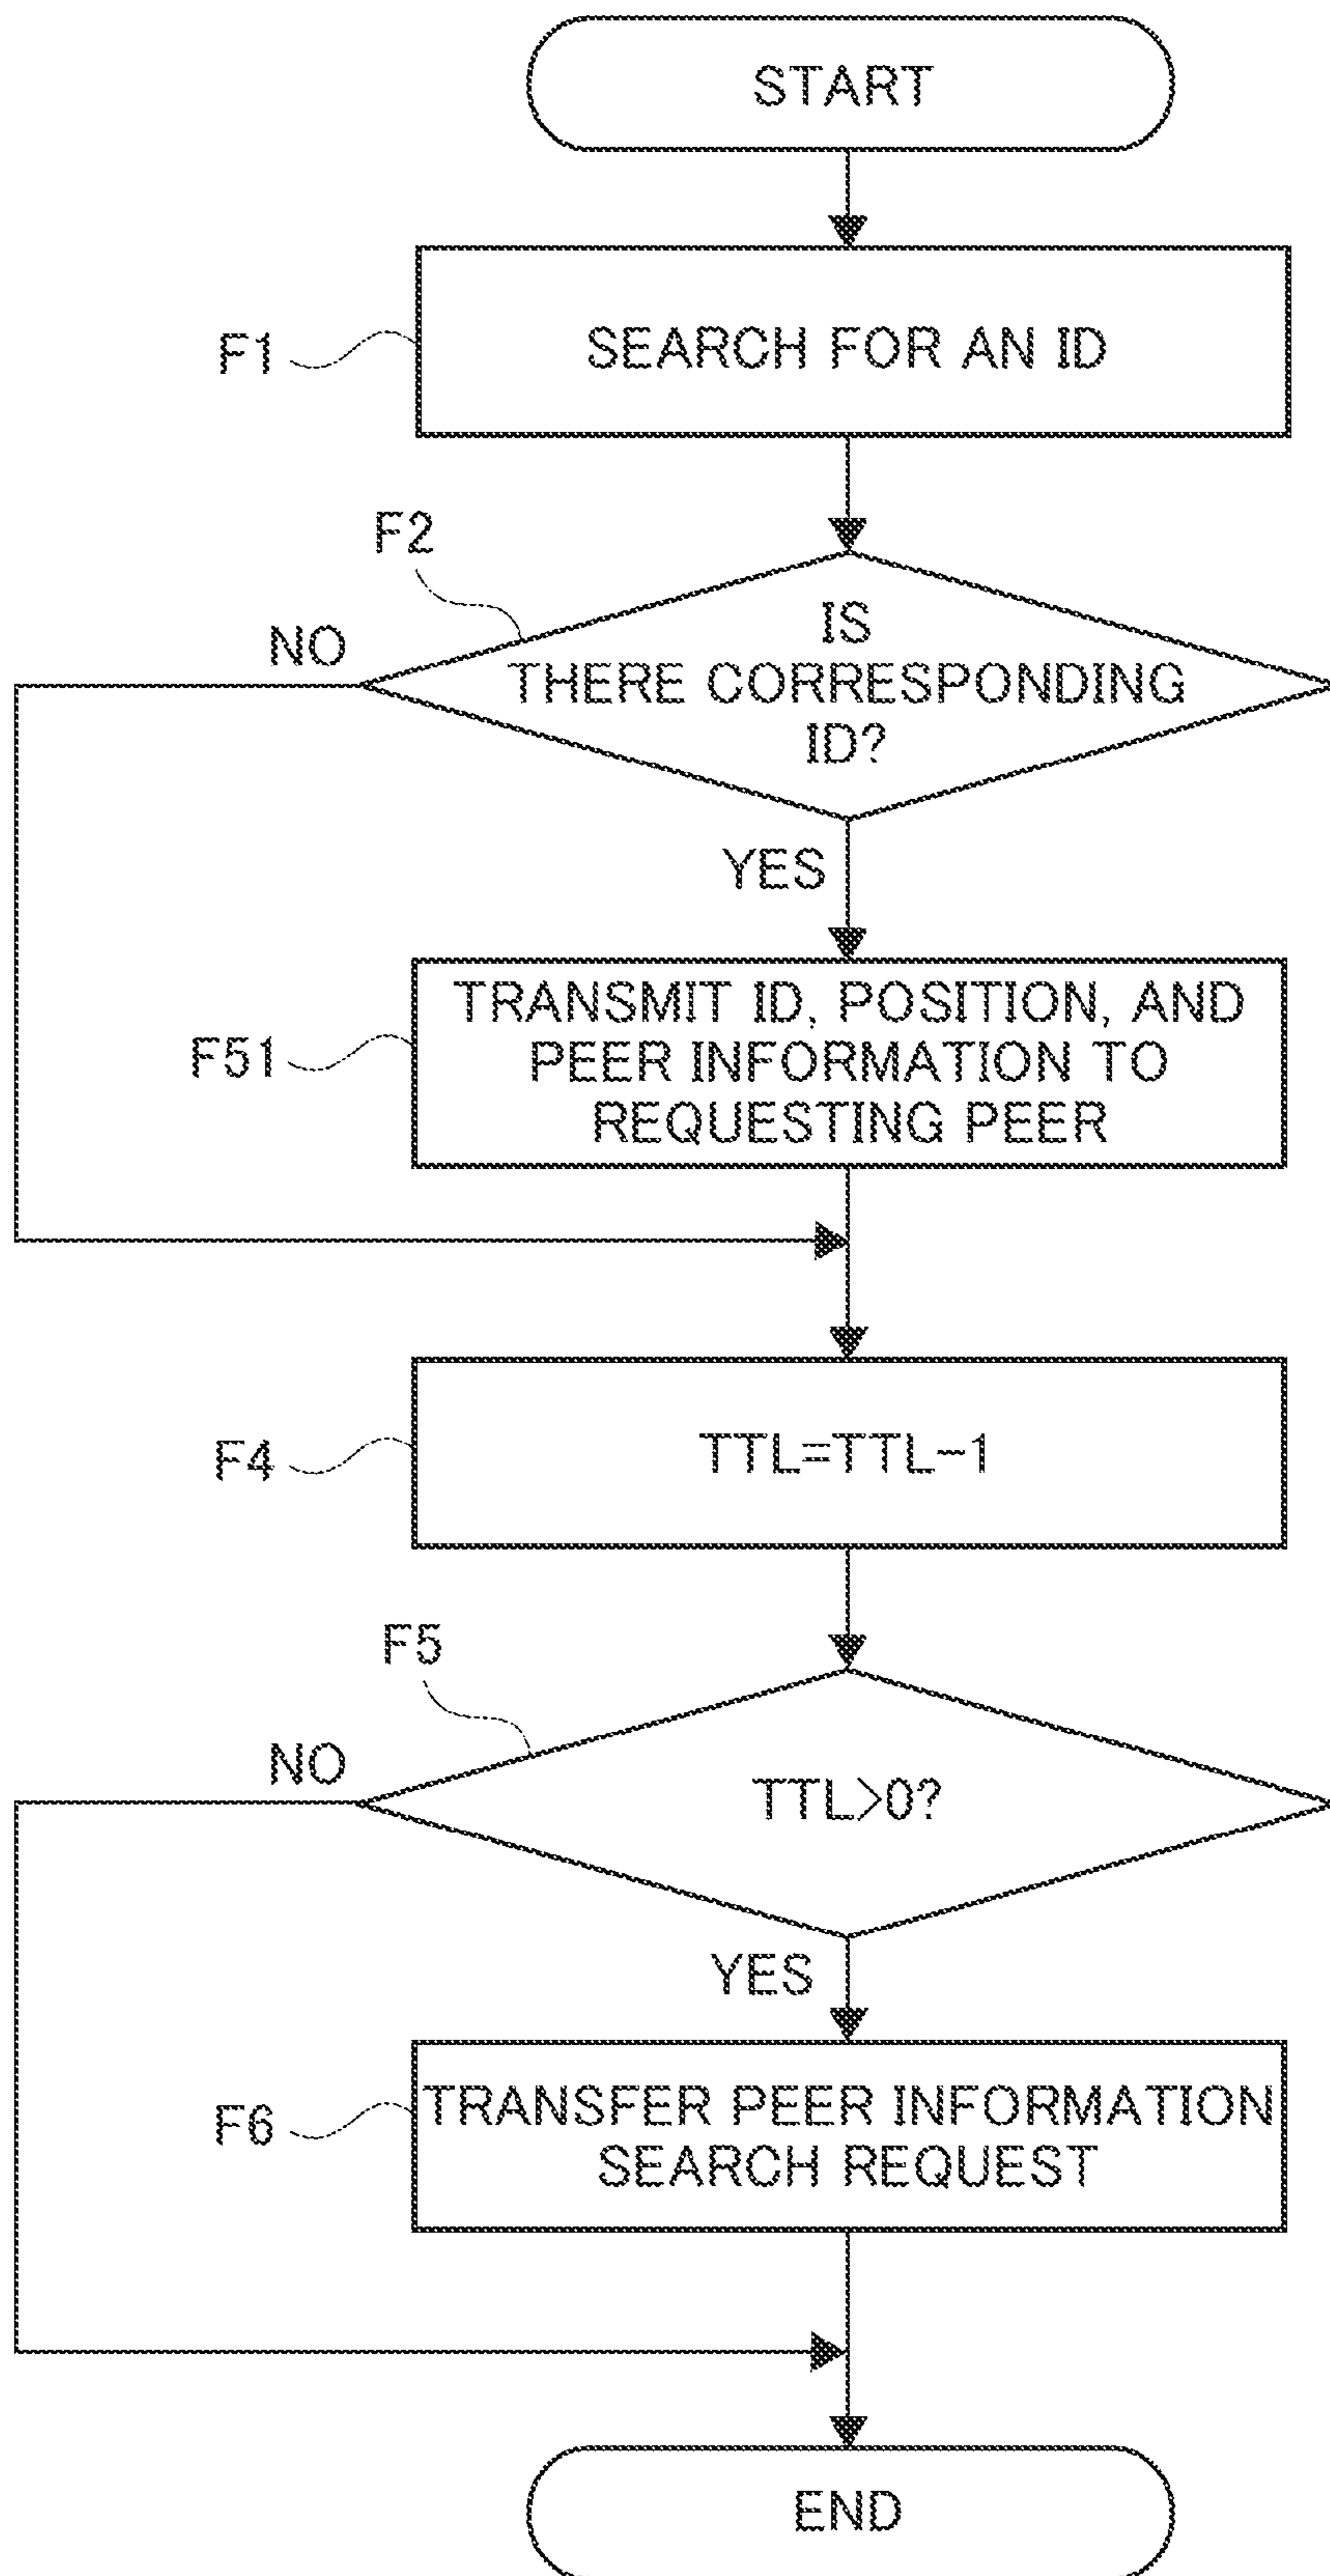 START
F1
SEARCH FOR AN ID
F2
NO
IS
THERE CORRESPONDING
ID?
YES
F51
TRANSMIT ID, POSITION, AND
PEER INFORMATION TO
REQUESTING PEER
F4
TTL=TTL-1
F5
NO
TTL>0?
YES
F6
TRANSFER PEER INFORMATION
SEARCH REQUEST
END